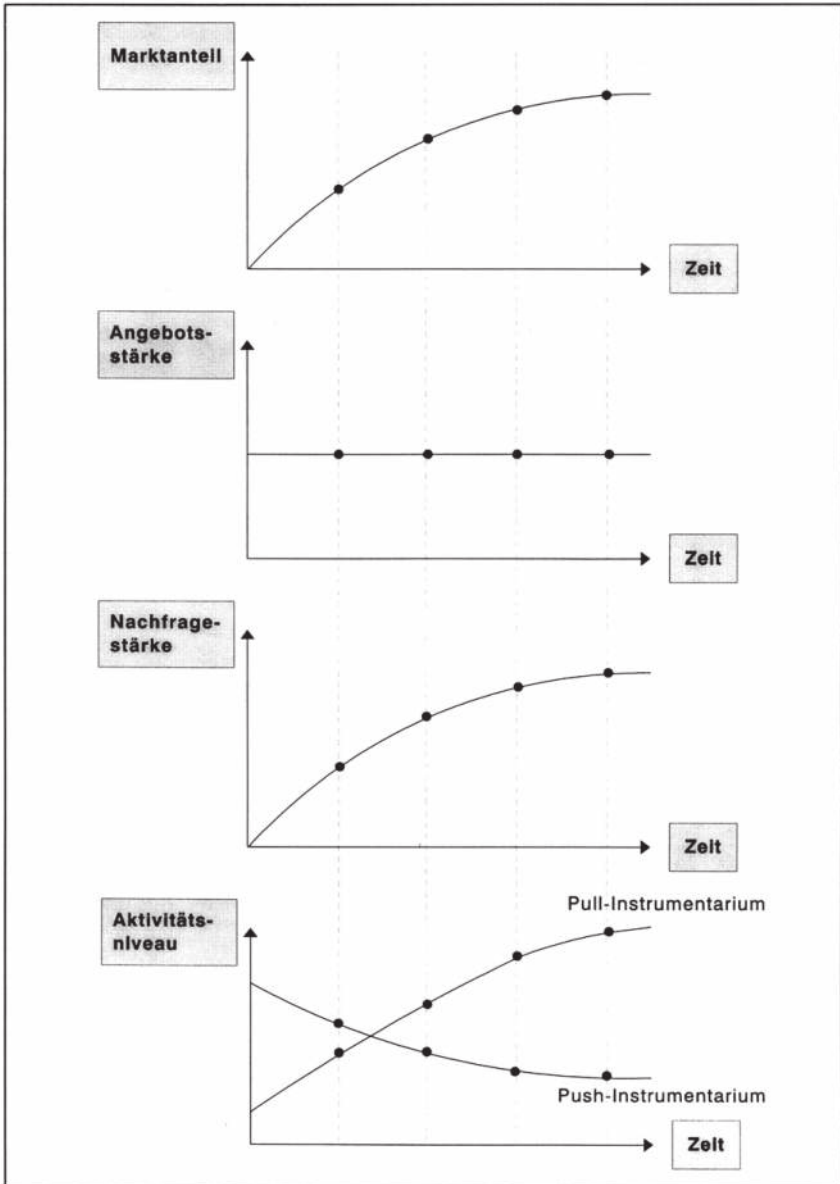 Marktanteil
Zeit
Angebots-
stärke
Zeit
Nachfrage-
stärke
Zeit
Aktivitäts-
niveau
Pull-Instrumentarium
Push-Instrumentarium
Zeit